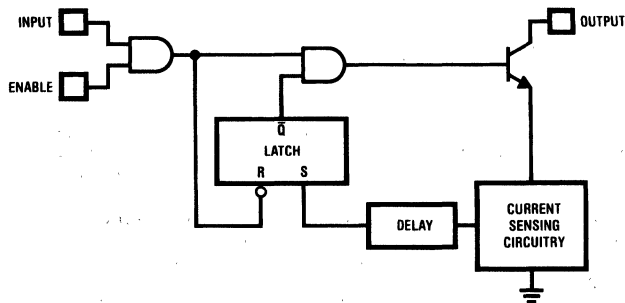 INPUT
OUTPUT
ENABLE
Q̅
LATCH
R S
DELAY
CURRENT
SENSING
CIRCUITRY